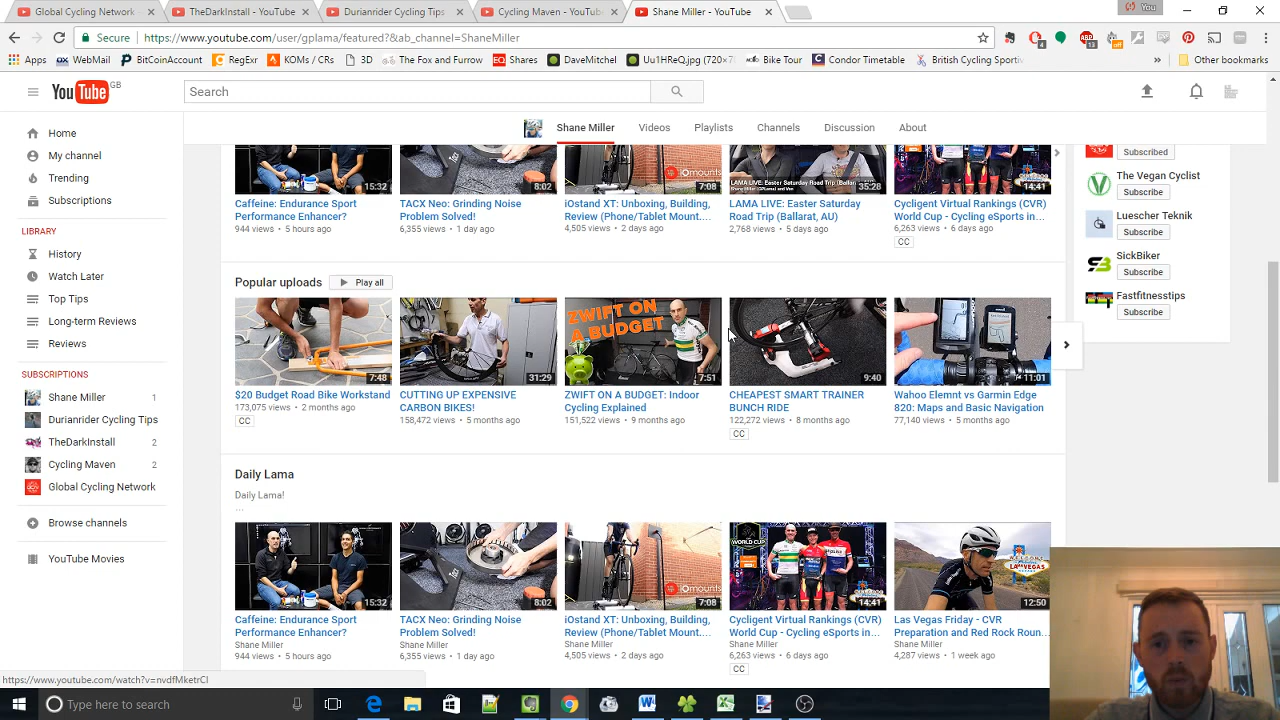 Global Cycling Network
TheDarkInstall - YouTube
Durianrider Cycling Tips
Cycling Maven - YouTube
Shane Miller - YouTube
You
Secure
https://www.youtube.com/user/gplama/featured?&ab_channel=ShaneMiller
Apps
WebMail
BitCoinAccount
RegExr
KOMs / CRs
3D
The Fox and Furrow
Shares
DaveMitchel
Uu1HReQ.jpg (720×7
Bike Tour
Condor Timetable
British Cycling Sporti
»
Other bookmarks
YouTube GB
Search
Shane Miller
Videos
Playlists
Channels
Discussion
About
Home
My channel
Trending
Subscriptions
LIBRARY
History
Watch Later
Top Tips
Long-term Reviews
Reviews
SUBSCRIPTIONS
Shane Miller 1
Durianrider Cycling Tips
TheDarkInstall 2
Cycling Maven 2
Global Cycling Network
Browse channels
YouTube Movies
15:32
Caffeine: Endurance Sport
Performance Enhancer?
944 views • 5 hours ago
8:02
TACX Neo: Grinding Noise
Problem Solved!
6,355 views • 1 day ago
iOmounts
7:08
iOstand XT: Unboxing, Building,
Review (Phone/Tablet Mount....
4,505 views • 2 days ago
35:28
LAMA LIVE: Easter Saturday
Road Trip (Ballarat, AU)
2,768 views • 5 days ago
14:41
Cycligent Virtual Rankings (CVR)
World Cup - Cycling eSports in...
6,263 views • 6 days ago
CC
Subscribed
The Vegan Cyclist
Subscribe
Luescher Teknik
Subscribe
SickBiker
Subscribe
Fastfitnesstips
Subscribe
Popular uploads
Play all
7:48
$20 Budget Road Bike Workstand
173,075 views • 2 months ago
CC
31:29
CUTTING UP EXPENSIVE
CARBON BIKES!
158,472 views • 5 months ago
ZWIFT ON
A BUDGET
7:51
ZWIFT ON A BUDGET: Indoor
Cycling Explained
151,522 views • 9 months ago
9:40
CHEAPEST SMART TRAINER
BUNCH RIDE
122,272 views • 8 months ago
CC
11:01
Wahoo Elemnt vs Garmin Edge
820: Maps and Basic Navigation
77,140 views • 5 months ago
Daily Lama
Daily Lama!
...
15:32
Caffeine: Endurance Sport
Performance Enhancer?
Shane Miller
944 views • 5 hours ago
8:02
TACX Neo: Grinding Noise
Problem Solved!
Shane Miller
6,355 views • 1 day ago
iOmounts
7:08
iOstand XT: Unboxing, Building,
Review (Phone/Tablet Mount....
Shane Miller
4,505 views • 2 days ago
WORLD CUP
14:41
Cycligent Virtual Rankings (CVR)
World Cup - Cycling eSports in...
Shane Miller
6,263 views • 6 days ago
CC
12:50
Las Vegas Friday - CVR
Preparation and Red Rock Roun...
Shane Miller
4,287 views • 1 week ago
https://www.youtube.com/watch?v=nvdfMketrCI
Type here to search